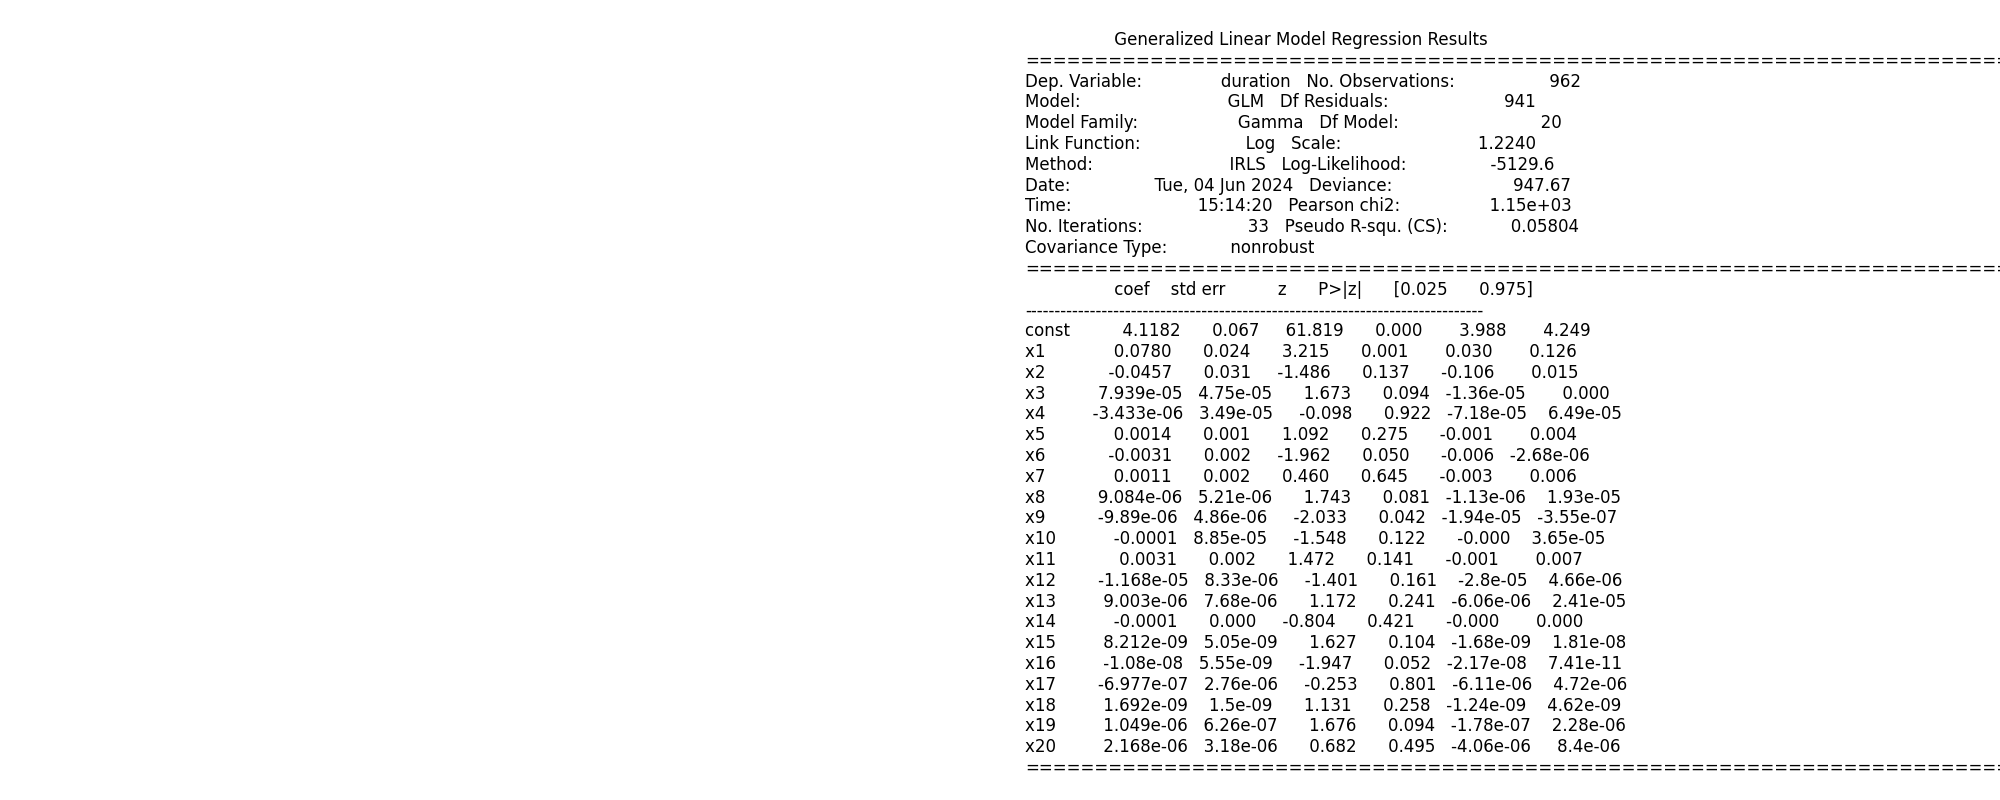 Generalized Linear Model Regression Results
==============================================================================
Dep. Variable: duration No. Observations: 962
Model: GLM Df Residuals: 941
Model Family: Gamma Df Model: 20
Link Function: Log Scale: 1.2240
Method: IRLS Log-Likelihood: -5129.6
Date: Tue, 04 Jun 2024 Deviance: 947.67
Time: 15:14:20 Pearson chi2: 1.15e+03
No. Iterations: 33 Pseudo R-squ. (CS): 0.05804
Covariance Type: nonrobust
==============================================================================
coef std err z P>|z| [0.025 0.975]
------------------------------------------------------------------------------
const 4.1182 0.067 61.819 0.000 3.988 4.249
x1 0.0780 0.024 3.215 0.001 0.030 0.126
x2 -0.0457 0.031 -1.486 0.137 -0.106 0.015
x3 7.939e-05 4.75e-05 1.673 0.094 -1.36e-05 0.000
x4 -3.433e-06 3.49e-05 -0.098 0.922 -7.18e-05 6.49e-05
x5 0.0014 0.001 1.092 0.275 -0.001 0.004
x6 -0.0031 0.002 -1.962 0.050 -0.006 -2.68e-06
x7 0.0011 0.002 0.460 0.645 -0.003 0.006
x8 9.084e-06 5.21e-06 1.743 0.081 -1.13e-06 1.93e-05
x9 -9.89e-06 4.86e-06 -2.033 0.042 -1.94e-05 -3.55e-07
x10 -0.0001 8.85e-05 -1.548 0.122 -0.000 3.65e-05
x11 0.0031 0.002 1.472 0.141 -0.001 0.007
x12 -1.168e-05 8.33e-06 -1.401 0.161 -2.8e-05 4.66e-06
x13 9.003e-06 7.68e-06 1.172 0.241 -6.06e-06 2.41e-05
x14 -0.0001 0.000 -0.804 0.421 -0.000 0.000
x15 8.212e-09 5.05e-09 1.627 0.104 -1.68e-09 1.81e-08
x16 -1.08e-08 5.55e-09 -1.947 0.052 -2.17e-08 7.41e-11
x17 -6.977e-07 2.76e-06 -0.253 0.801 -6.11e-06 4.72e-06
x18 1.692e-09 1.5e-09 1.131 0.258 -1.24e-09 4.62e-09
x19 1.049e-06 6.26e-07 1.676 0.094 -1.78e-07 2.28e-06
x20 2.168e-06 3.18e-06 0.682 0.495 -4.06e-06 8.4e-06
==============================================================================